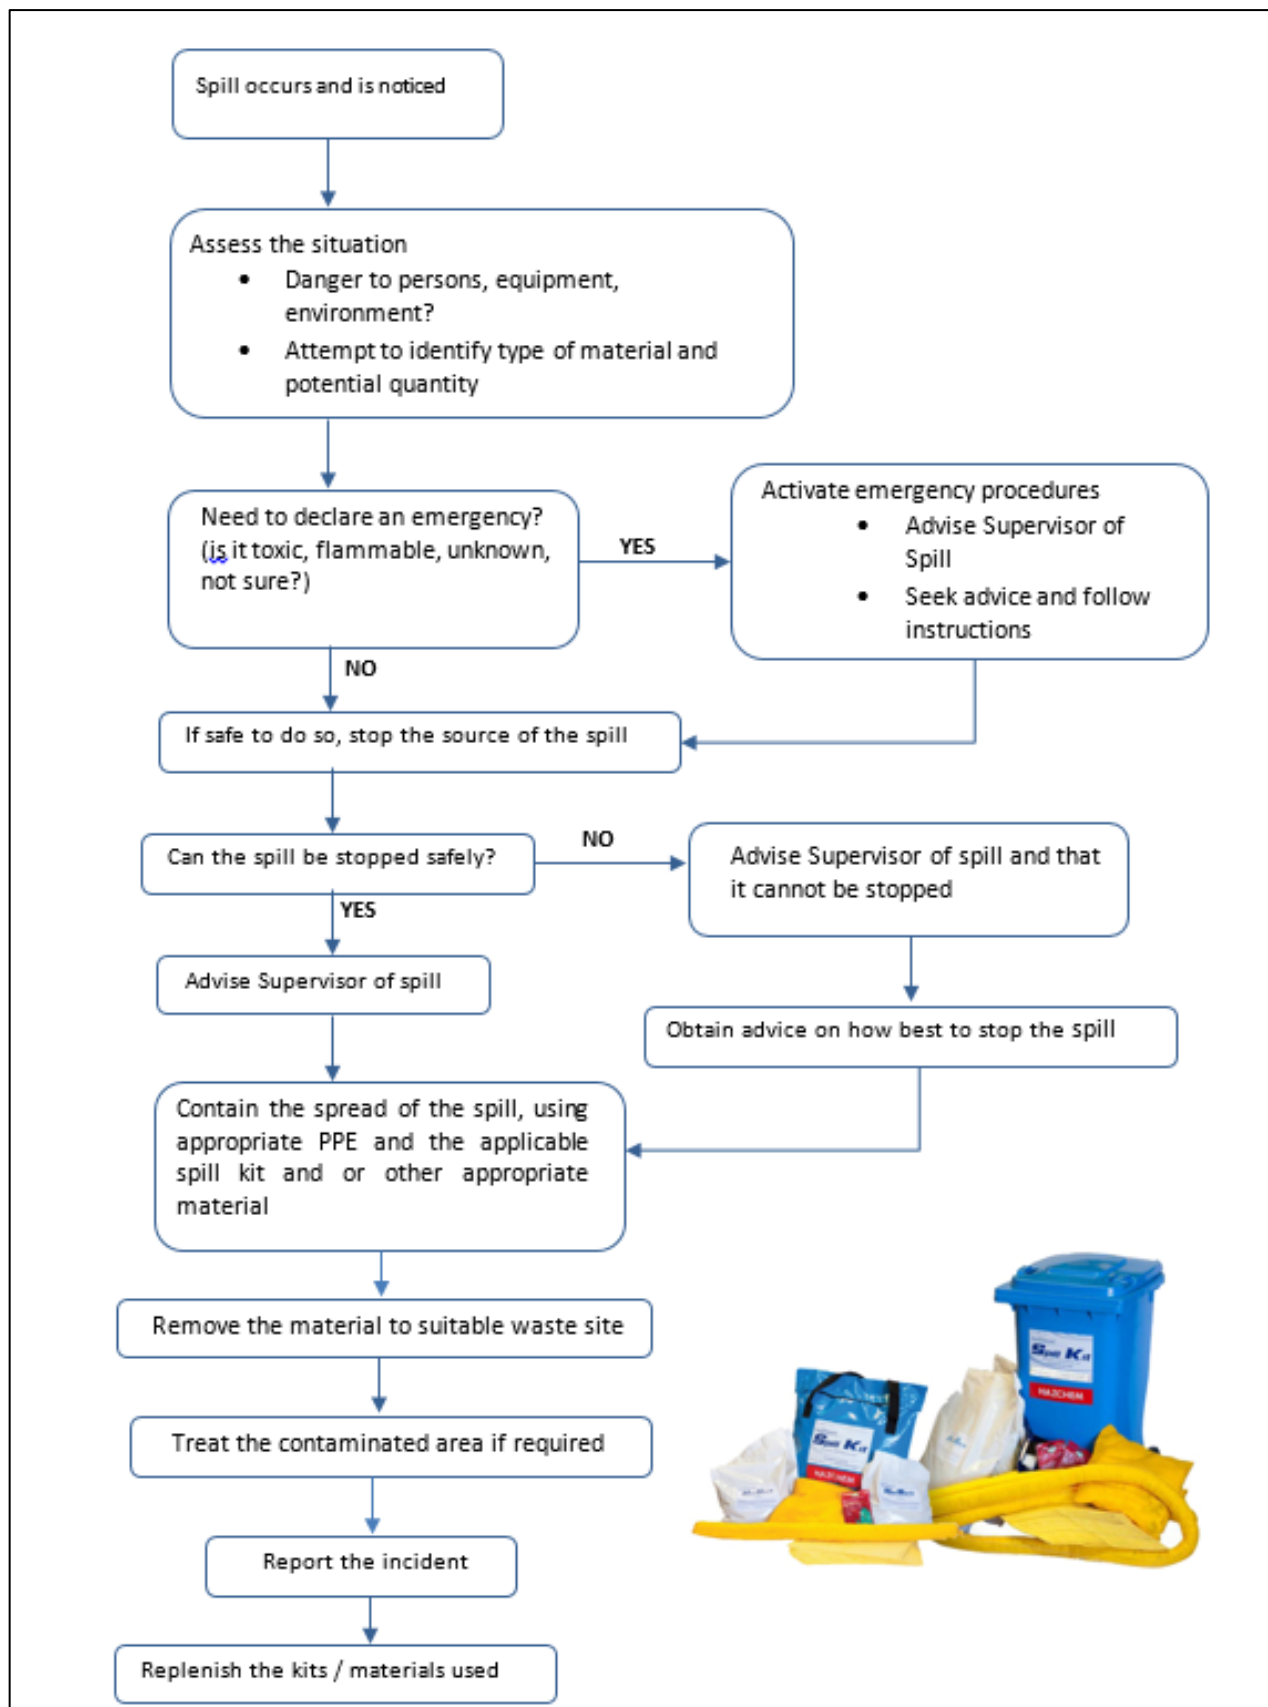 Spill occurs and is noticed
Assess the situation
• Danger to persons, equipment,
environment?
• Attempt to identify type of material and
potential quantity
Need to declare an emergency?
(is it toxic, flammable, unknown,
not sure?)
YES
Activate emergency procedures
• Advise Supervisor of
Spill
• Seek advice and follow
instructions
NO
If safe to do so, stop the source of the spill
Can the spill be stopped safely?
NO
Advise Supervisor of spill and that
it cannot be stopped
YES
Advise Supervisor of spill
Obtain advice on how best to stop the spill
Contain the spread of the spill, using
appropriate PPE and the applicable
spill kit and or other appropriate
material
Remove the material to suitable waste site
Treat the contaminated area if required
Report the incident
Replenish the kits / materials used
Spill Kit
HAZCHEM
Spill Kit
HAZCHEM